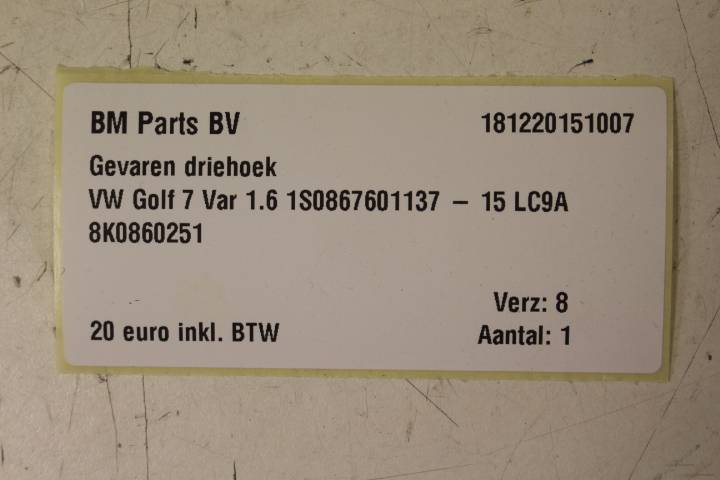 BM Parts BV 181220151007
Gevaren driehoek
VW Golf 7 Var 1.6 1S0867601137 – 15 LC9A
8K0860251
Verz: 8
20 euro inkl. BTW Aantal: 1